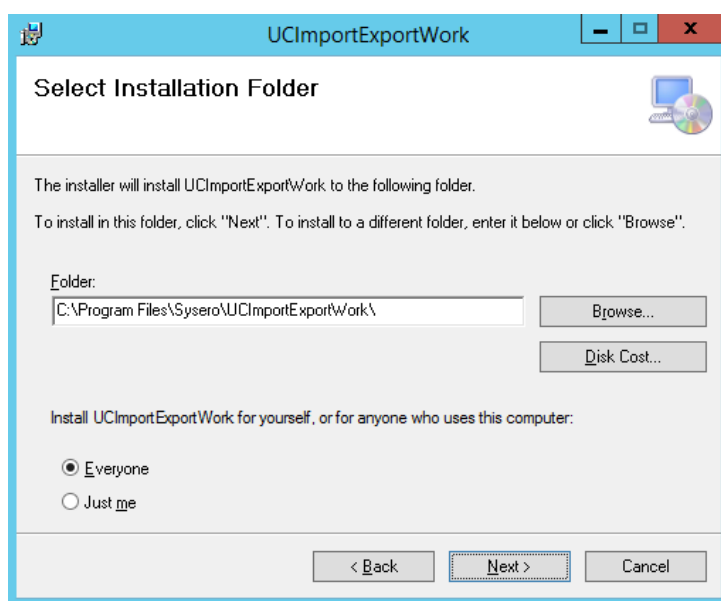 UCImportExportWork
Select Installation Folder
The installer will install UCImportExportWork to the following folder.
To install in this folder, click "Next". To install to a different folder, enter it below or click "Browse".
Folder:
C:\Program Files\Sysero\UCImportExportWork\
Browse...
Disk Cost...
Install UCImportExportWork for yourself, or for anyone who uses this computer:
Everyone
Just me
< Back
Next >
Cancel